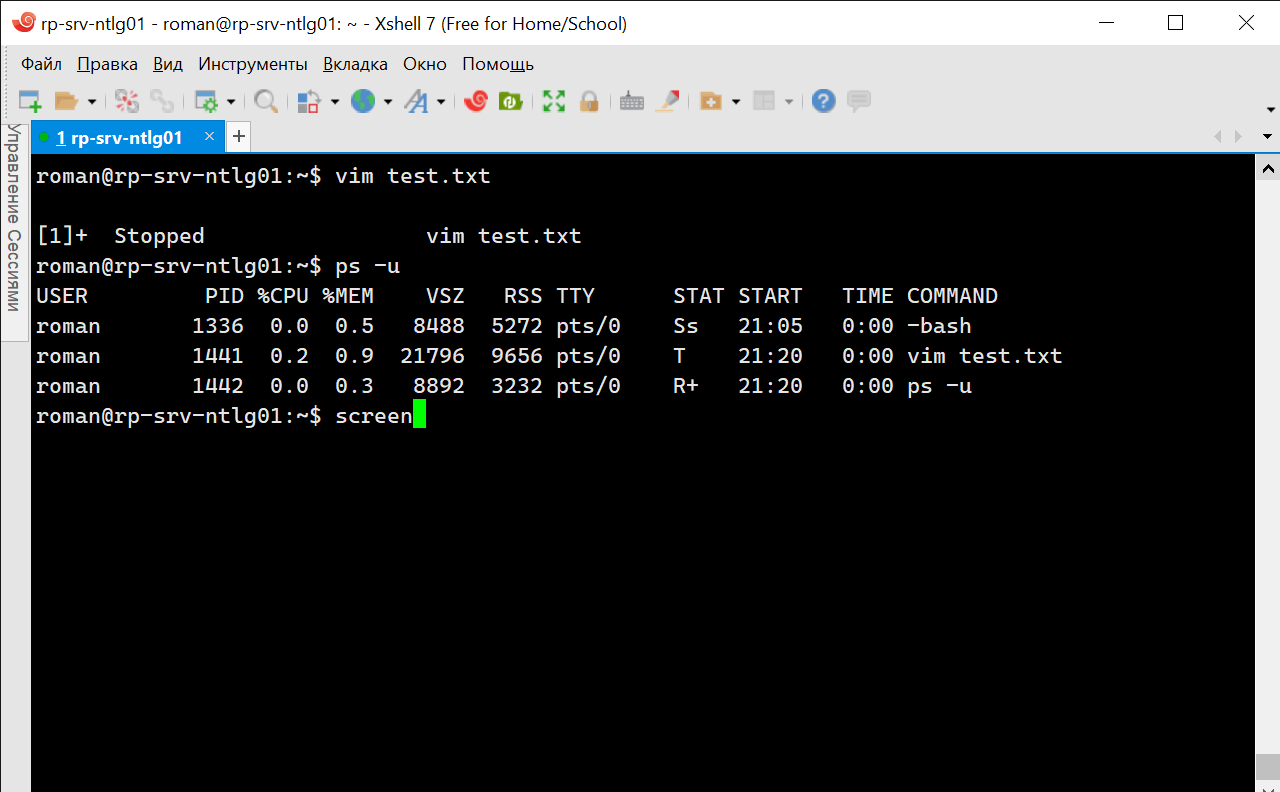 rp-srv-ntlg01 - roman@rp-srv-ntlg01: ~ - Xshell 7 (Free for Home/School)
Файл Правка Вид Инструменты Вкладка Окно Помощь
1 rp-srv-ntlg01 × +
Управление Сессиями
roman@rp-srv-ntlg01:~$ vim test.txt
[1]+  Stopped                 vim test.txt
roman@rp-srv-ntlg01:~$ ps -u
USER         PID %CPU %MEM    VSZ   RSS TTY      STAT START   TIME COMMAND
roman       1336  0.0  0.5   8488  5272 pts/0    Ss   21:05   0:00 -bash
roman       1441  0.2  0.9  21796  9656 pts/0    T    21:20   0:00 vim test.txt
roman       1442  0.0  0.3   8892  3232 pts/0    R+   21:20   0:00 ps -u
roman@rp-srv-ntlg01:~$ screen